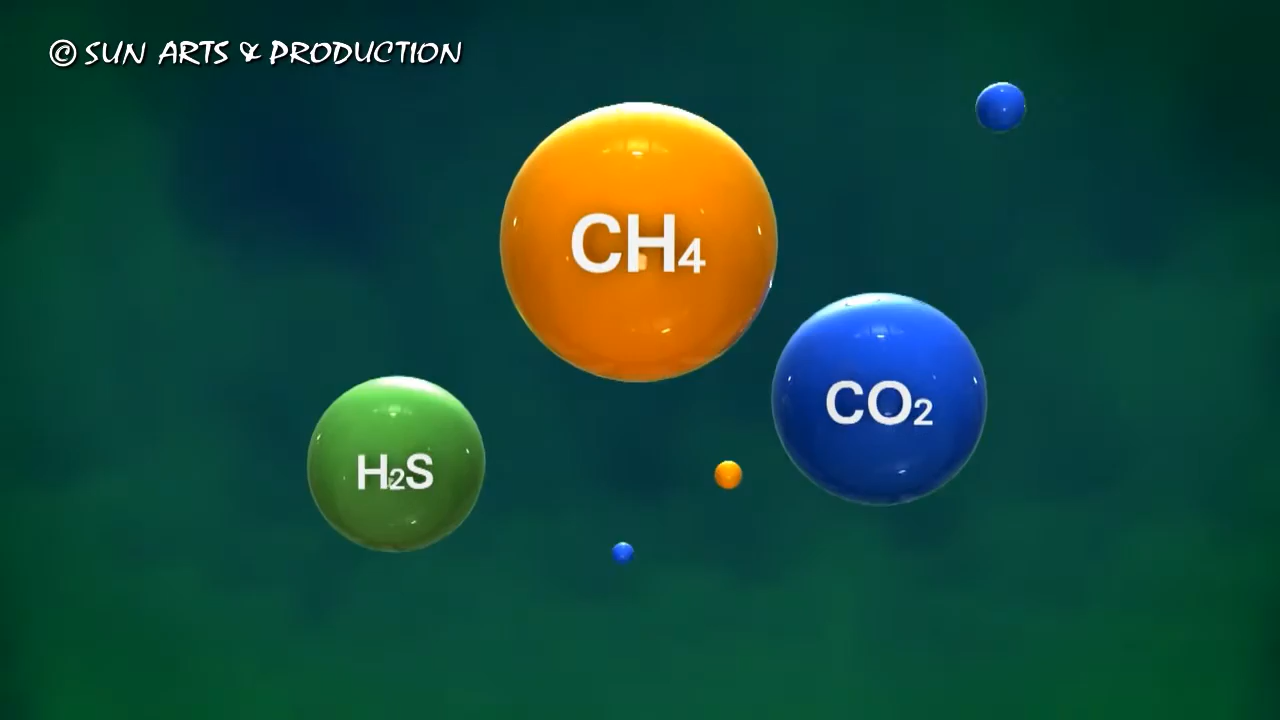 © SUN ARTS & PRODUCTION
CH₄
CO₂
H₂S